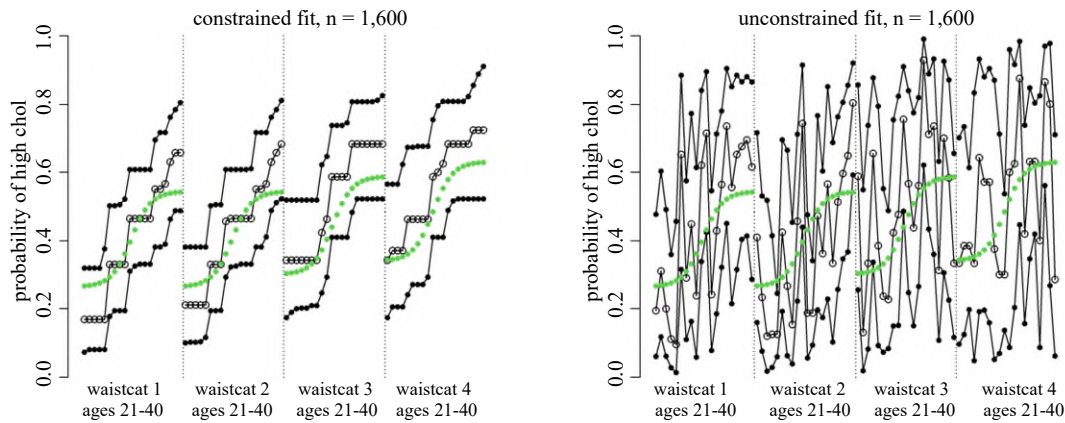 constrained fit, n = 1,600
probability of high chol
1.0
0.8
0.6
0.4
0.2
0.0
waistcat 1 waistcat 2 waistcat 3 waistcat 4
ages 21-40 ages 21-40 ages 21-40 ages 21-40
unconstrained fit, n = 1,600
probability of high chol
1.0
0.8
0.6
0.4
0.2
0.0
waistcat 1 waistcat 2 waistcat 3 waistcat 4
ages 21-40 ages 21-40 ages 21-40 ages 21-40